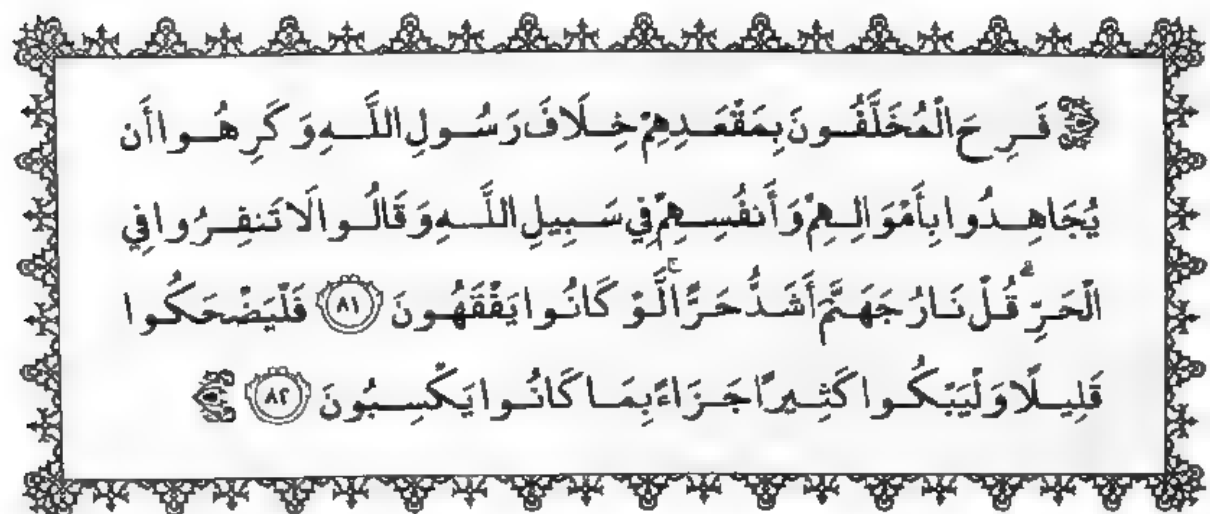 فَرِحَ الْمُخَلَّفُونَ بِمَقْعَدِهِمْ خِلَافَ رَسُولِ اللَّهِ وَكَرِهُوا أَن
يُجَاهِدُوا بِأَمْوَالِهِمْ وَأَنفُسِهِمْ فِي سَبِيلِ اللَّهِ وَقَالُوا لَا تَنفِرُوا فِي
الْحَرِّ ۗ قُلْ نَارُ جَهَنَّمَ أَشَدُّ حَرًّا ۚ لَّوْ كَانُوا يَفْقَهُونَ ﴿٨١﴾ فَلْيَضْحَكُوا
قَلِيلًا وَلْيَبْكُوا كَثِيرًا جَزَاءً بِمَا كَانُوا يَكْسِبُونَ ﴿٨٢﴾